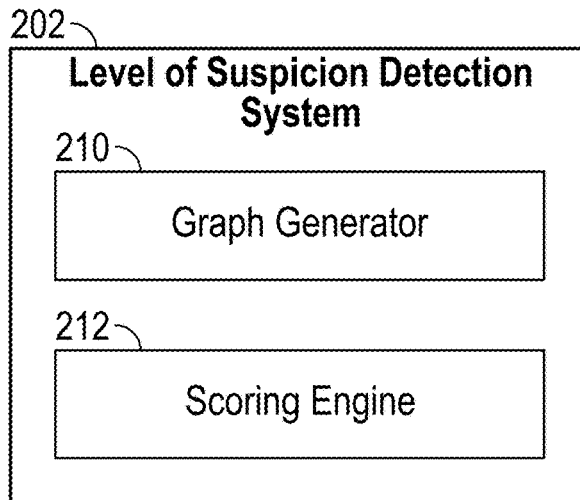 202
Level of Suspicion Detection
System
210
Graph Generator
212
Scoring Engine